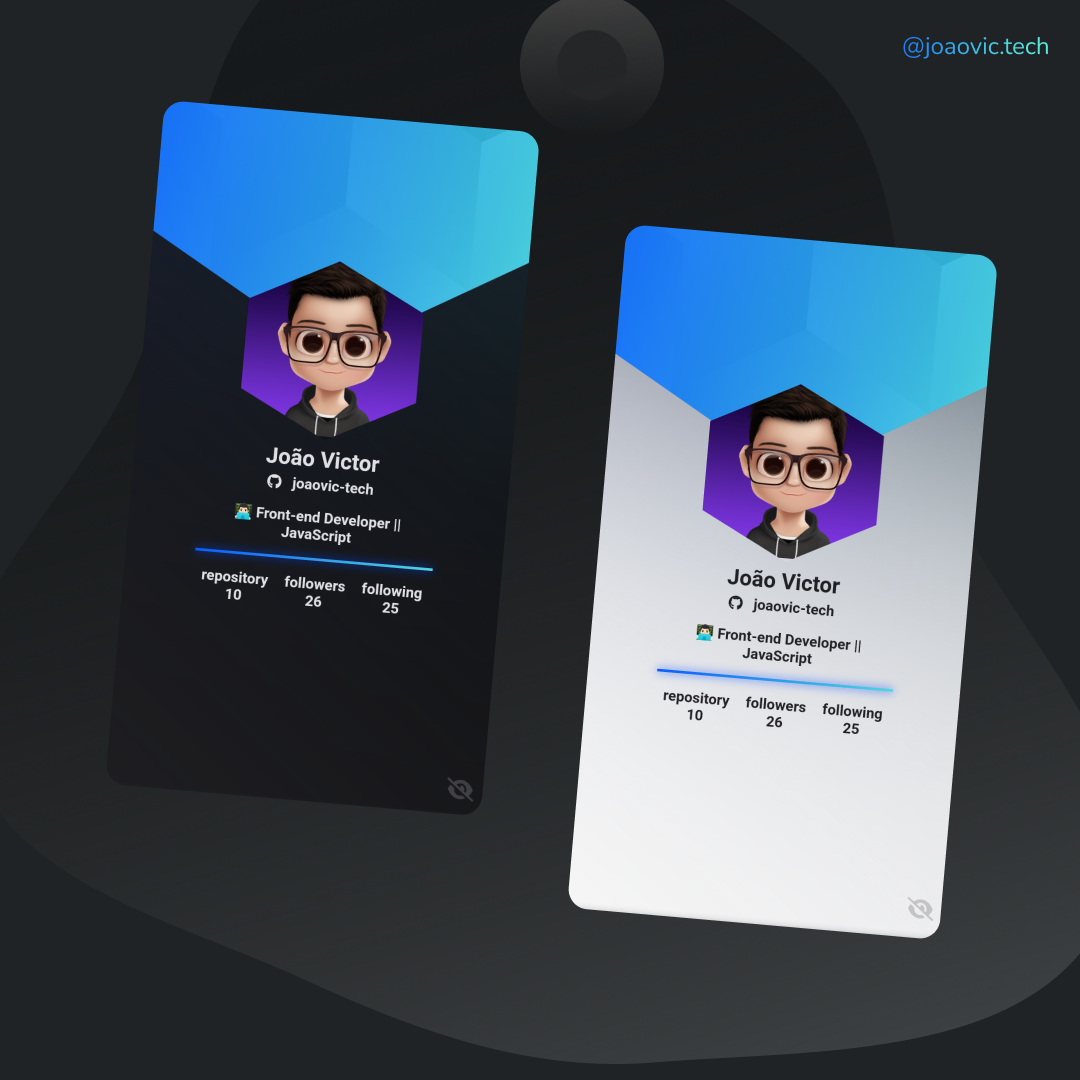 @joaovic.tech
João Victor
joaovic-tech
👨🏻‍💻 Front-end Developer ||
JavaScript
repository followers following
10 26 25
João Victor
joaovic-tech
👨🏻‍💻 Front-end Developer ||
JavaScript
repository followers following
10 26 25